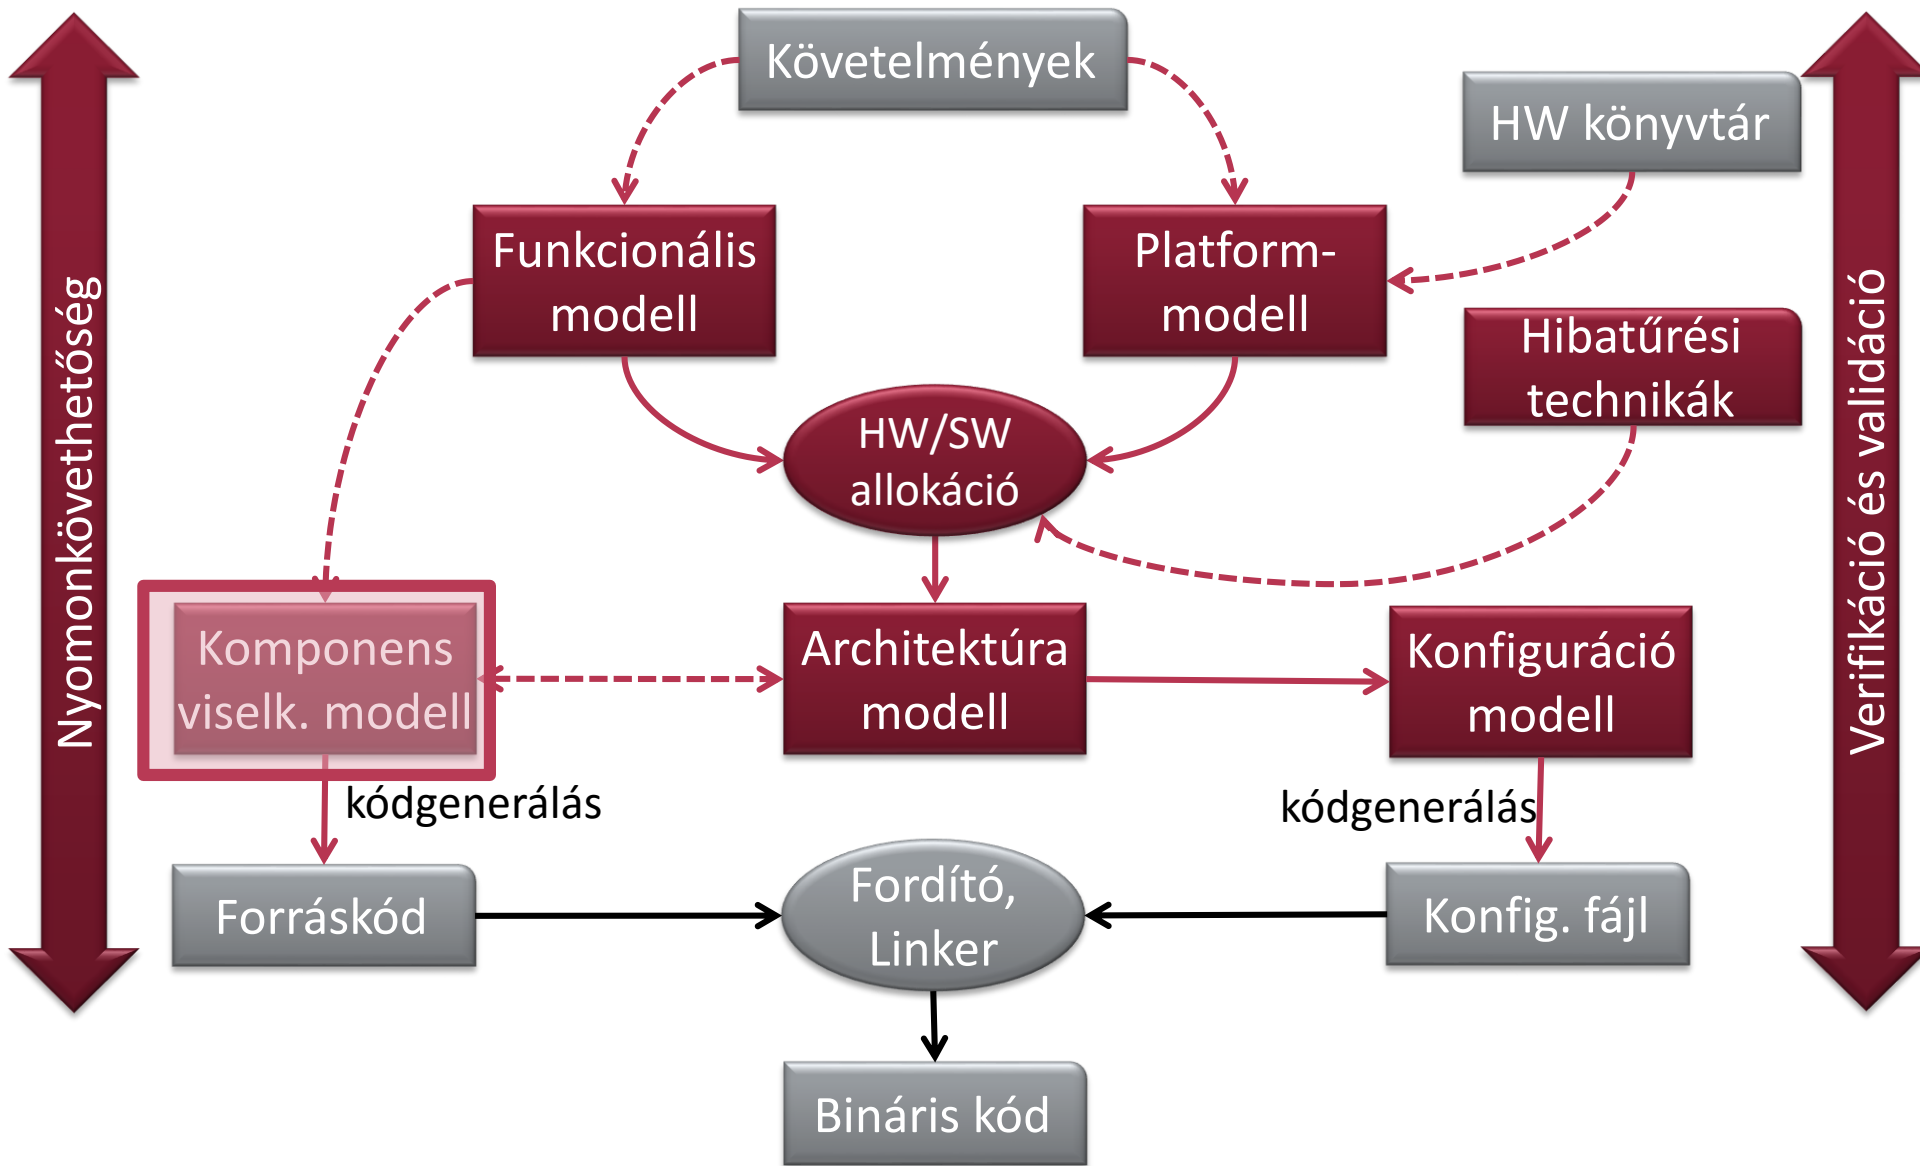 Követelmények
HW könyvtár
Funkcionális
modell
Platform-
modell
Hibatűrési
technikák
HW/SW
allokáció
Nyomonkövethetőség
Verifikáció és validáció
Komponens
viselk. modell
Architektúra
modell
Konfiguráció
modell
kódgenerálás
kódgenerálás
Forráskód
Fordító,
Linker
Konfig. fájl
Bináris kód